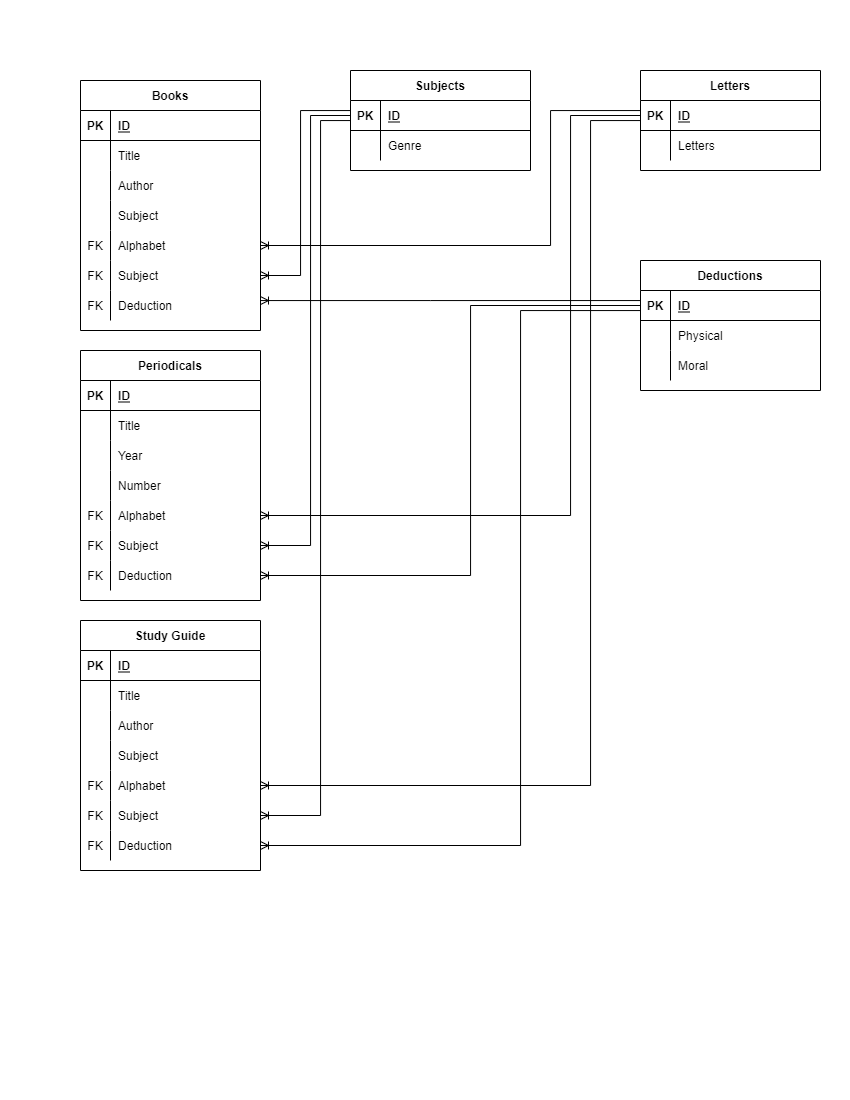 Books
PK ID
Title
Author
Subject
FK Alphabet
FK Subject
FK Deduction
Periodicals
PK ID
Title
Year
Number
FK Alphabet
FK Subject
FK Deduction
Study Guide
PK ID
Title
Author
Subject
FK Alphabet
FK Subject
FK Deduction
Subjects
PK ID
Genre
Letters
PK ID
Letters
Deductions
PK ID
Physical
Moral